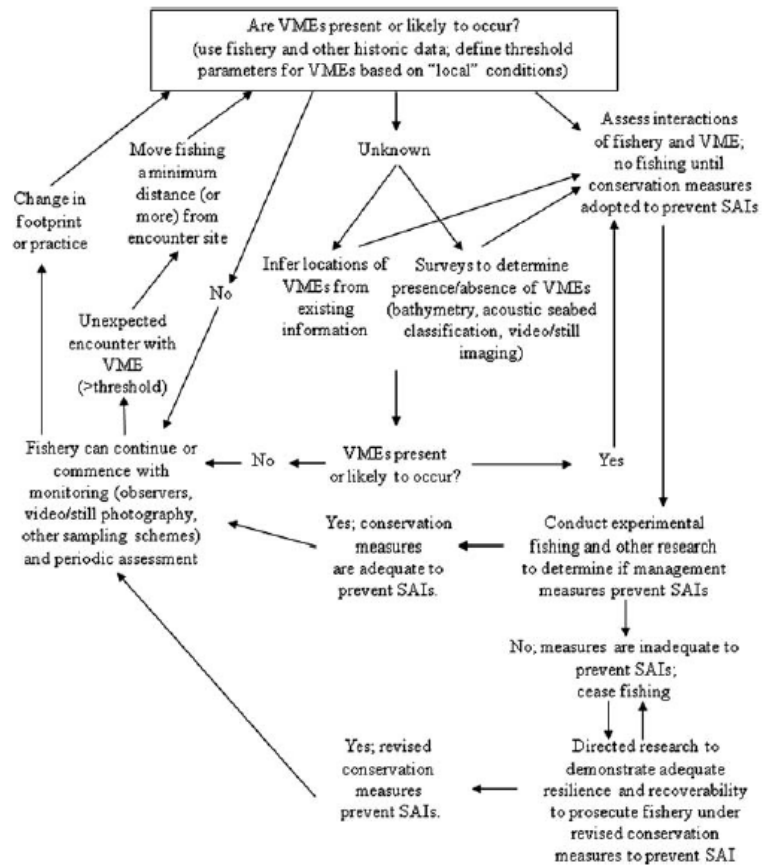 Are VMEs present or likely to occur?
(use fishery and other historic data; define threshold
parameters for VMEs based on “local” conditions)
Assess interactions
of fishery and VME;
no fishing until
conservation measures
adopted to prevent SAIs
Move fishing
a minimum
distance (or
more) from
encounter site
Unknown
Change in
footprint
or practice
Infer locations of
VMEs from
existing
information
Surveys to determine
presence/absence of VMEs
(bathymetry, acoustic seabed
classification, video/still
imaging)
No
Unexpected
encounter with
VME
(>threshold)
Fishery can continue or
commence with
monitoring (observers,
video/still photography,
other sampling schemes)
and periodic assessment
No
VMEs present
or likely to occur?
Yes
Yes; conservation
measures
are adequate to
prevent SAIs.
Conduct experimental
fishing and other research
to determine if management
measures prevent SAIs
No; measures are inadequate to
prevent SAIs;
cease fishing
Yes; revised
conservation
measures
prevent SAIs.
Directed research to
demonstrate adequate
resilience and recoverability
to prosecute fishery under
revised conservation
measures to prevent SAI